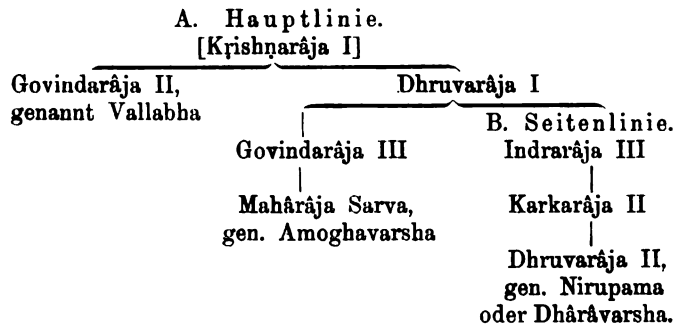 A. Hauptlinie.
[Kṛishṇarâja I]
Govindarâja II,
genannt Vallabha
Dhruvarâja I
Govindarâja III
Mahârâja Sarva,
gen. Amoghavarsha
B. Seitenlinie.
Indrarâja III
Karkarâja II
Dhruvarâja II,
gen. Nirupama
oder Dhârâvarsha.